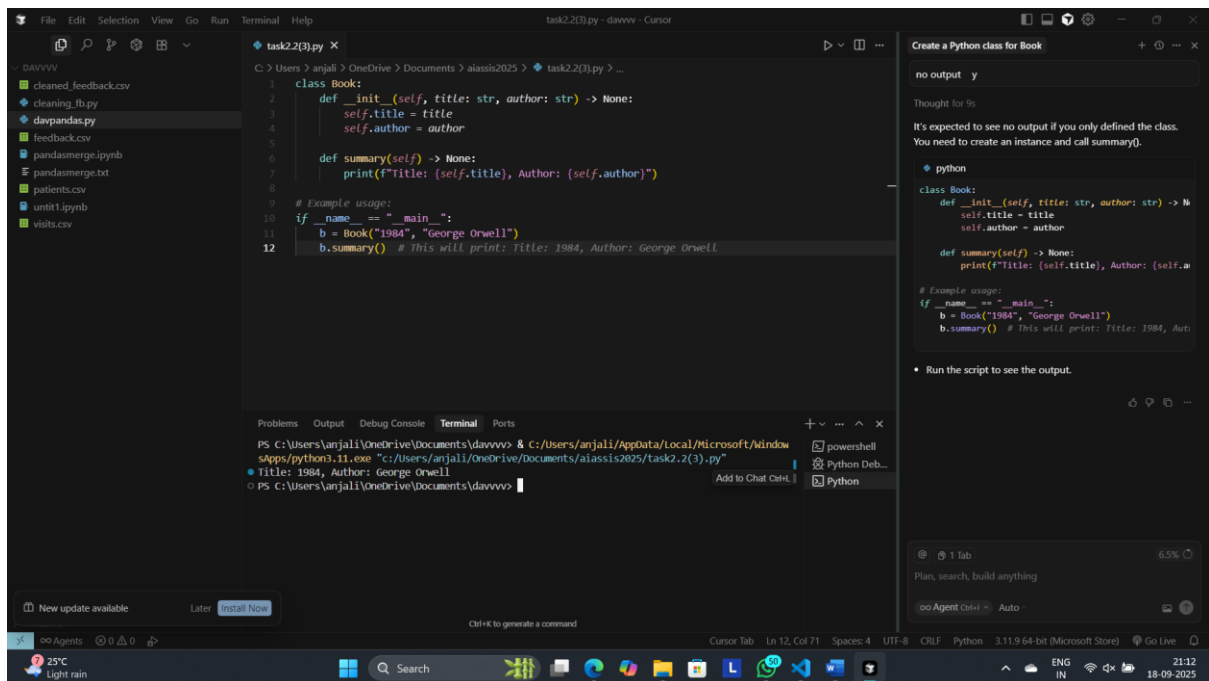 File Edit Selection View Go Run Terminal Help
task2.2(3).py - davvvv - Cursor
DAVVVV
cleaned_feedback.csv
cleaning_fb.py
davpandas.py
feedback.csv
pandasmerge.ipynb
pandasmerge.txt
patients.csv
untit1.ipynb
visits.csv
New update available Later Install Now
task2.2(3).py
C: > Users > anjali > OneDrive > Documents > aiassis2025 > task2.2(3).py > ...
1 class Book:
2 def __init__(self, title: str, author: str) -> None:
3 self.title = title
4 self.author = author
5
6 def summary(self) -> None:
7 print(f"Title: {self.title}, Author: {self.author}")
8
9 # Example usage:
10 if __name__ == "__main__":
11 b = Book("1984", "George Orwell")
12 b.summary() # This will print: Title: 1984, Author: George Orwell
Problems Output Debug Console Terminal Ports
PS C:\Users\anjali\OneDrive\Documents\davvvv> & C:/Users/anjali/AppData/Local/Microsoft/Window
sApps/python3.11.exe "c:/Users/anjali/OneDrive/Documents/aiassis2025/task2.2(3).py"
Title: 1984, Author: George Orwell
PS C:\Users\anjali\OneDrive\Documents\davvvv>
Add to Chat Ctrl+L
powershell
Python Deb...
Python
Ctrl+K to generate a command
Create a Python class for Book
no output y
Thought for 9s
It's expected to see no output if you only defined the class.
You need to create an instance and call summary().
python
class Book:
def __init__(self, title: str, author: str) -> N
self.title = title
self.author = author
def summary(self) -> None:
print(f"Title: {self.title}, Author: {self.a
# Example usage:
if __name__ == "__main__":
b = Book("1984", "George Orwell")
b.summary() # This will print: Title: 1984, Aut
Run the script to see the output.
@ 1 Tab 6.5%
Plan, search, build anything
Agent Ctrl+I Auto
Agents 0 0
Cursor Tab Ln 12, Col 71 Spaces: 4 UTF-8 CRLF Python 3.11.9 64-bit (Microsoft Store) Go Live
7 25°C
Light rain
Search
L
50
ENG
IN
21:12
18-09-2025